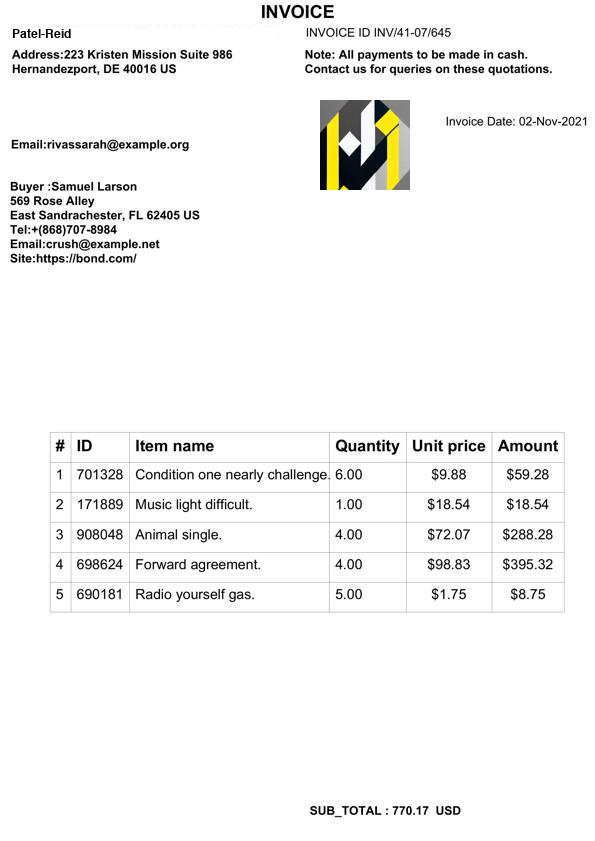 INVOICE
Patel-Reid
INVOICE ID INV/41-07/645
Address:223 Kristen Mission Suite 986
Hernandezport, DE 40016 US
Note: All payments to be made in cash.
Contact us for queries on these quotations.
Invoice Date: 02-Nov-2021
Email:rivassarah@example.org
Buyer :Samuel Larson
569 Rose Alley
East Sandrachester, FL 62405 US
Tel:+(868)707-8984
Email:crush@example.net
Site:https://bond.com/
# ID Item name Quantity Unit price Amount
1 701328 Condition one nearly challenge. 6.00 $9.88 $59.28
2 171889 Music light difficult. 1.00 $18.54 $18.54
3 908048 Animal single. 4.00 $72.07 $288.28
4 698624 Forward agreement. 4.00 $98.83 $395.32
5 690181 Radio yourself gas. 5.00 $1.75 $8.75
SUB_TOTAL : 770.17 USD